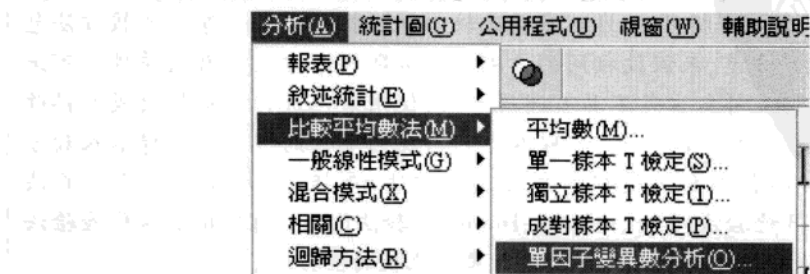 分析(A) 統計圖(G) 公用程式(U) 視窗(W) 輔助說明
報表(P)
敘述統計(E)
比較平均數法(M)
一般線性模式(G)
混合模式(X)
相關(C)
迴歸方法(R)
平均數(M)...
單一樣本 T 檢定(S)...
獨立樣本 T 檢定(T)...
成對樣本 T 檢定(P)...
單因子變異數分析(O)...